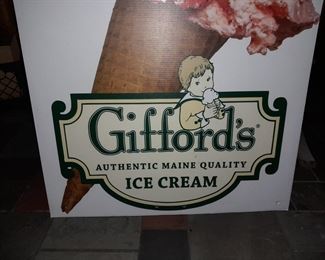 Gifford's®
AUTHENTIC MAINE QUALITY
ICE CREAM